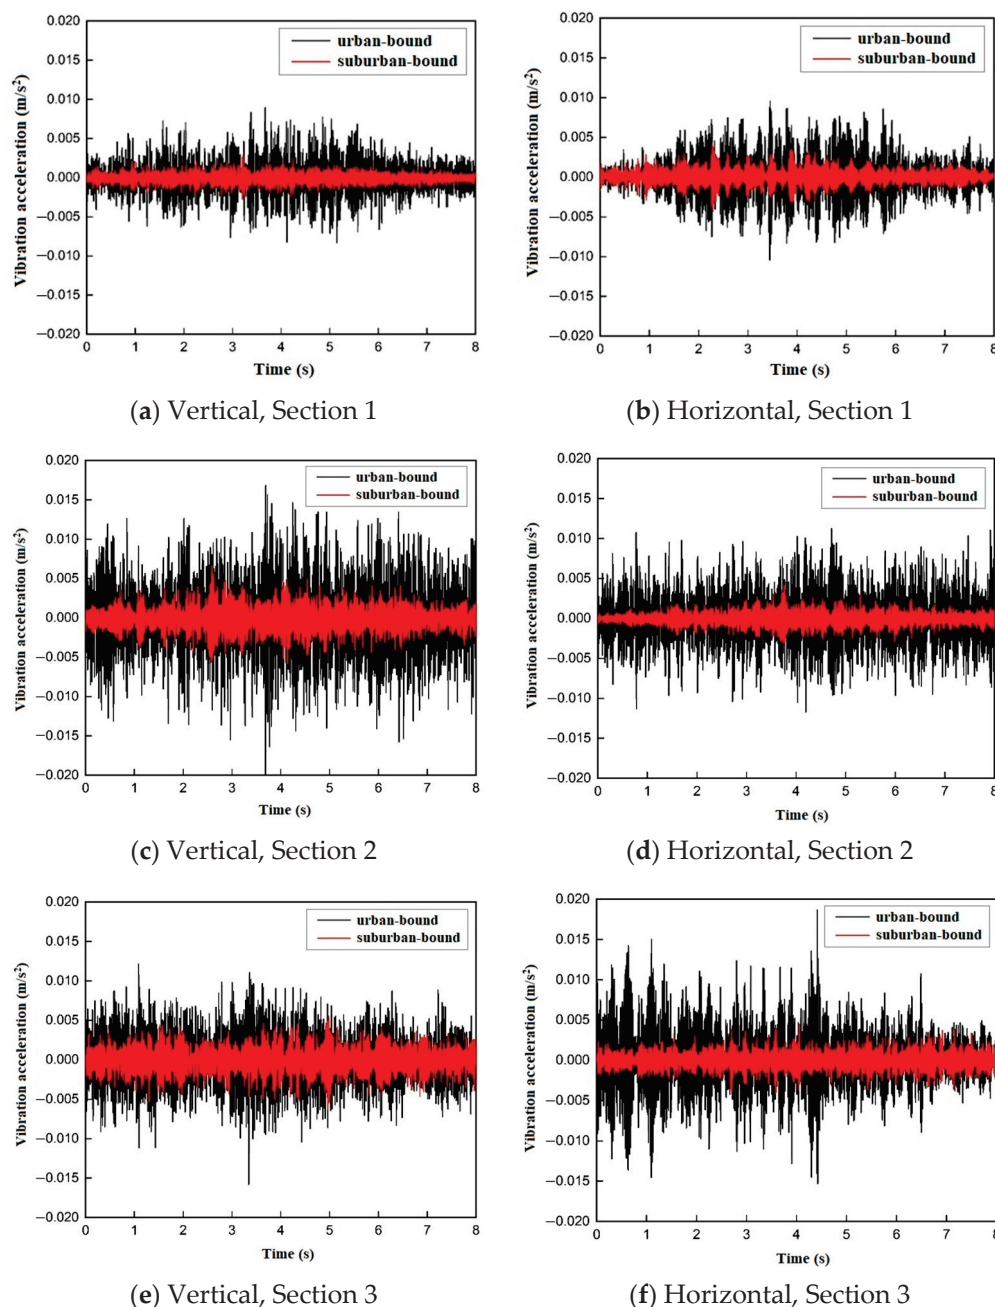 0.020
0.015
0.010
0.005
0.000
−0.005
−0.010
−0.015
−0.020
Vibration acceleration (m/s²)
urban-bound
suburban-bound
0 1 2 3 4 5 6 7 8
Time (s)
(a) Vertical, Section 1
0.020
0.015
0.010
0.005
0.000
−0.005
−0.010
−0.015
−0.020
Vibration acceleration (m/s²)
urban-bound
suburban-bound
0 1 2 3 4 5 6 7 8
Time (s)
(b) Horizontal, Section 1
0.020
0.015
0.010
0.005
0.000
−0.005
−0.010
−0.015
−0.020
Vibration acceleration (m/s²)
urban-bound
suburban-bound
0 1 2 3 4 5 6 7 8
Time (s)
(c) Vertical, Section 2
0.020
0.015
0.010
0.005
0.000
−0.005
−0.010
−0.015
−0.020
Vibration acceleration (m/s²)
urban-bound
suburban-bound
0 1 2 3 4 5 6 7 8
Time (s)
(d) Horizontal, Section 2
0.020
0.015
0.010
0.005
0.000
−0.005
−0.010
−0.015
−0.020
Vibration acceleration (m/s²)
urban-bound
suburban-bound
0 1 2 3 4 5 6 7 8
Time (s)
(e) Vertical, Section 3
0.020
0.015
0.010
0.005
0.000
−0.005
−0.010
−0.015
−0.020
Vibration acceleration (m/s²)
urban-bound
suburban-bound
0 1 2 3 4 5 6 7 8
Time (s)
(f) Horizontal, Section 3